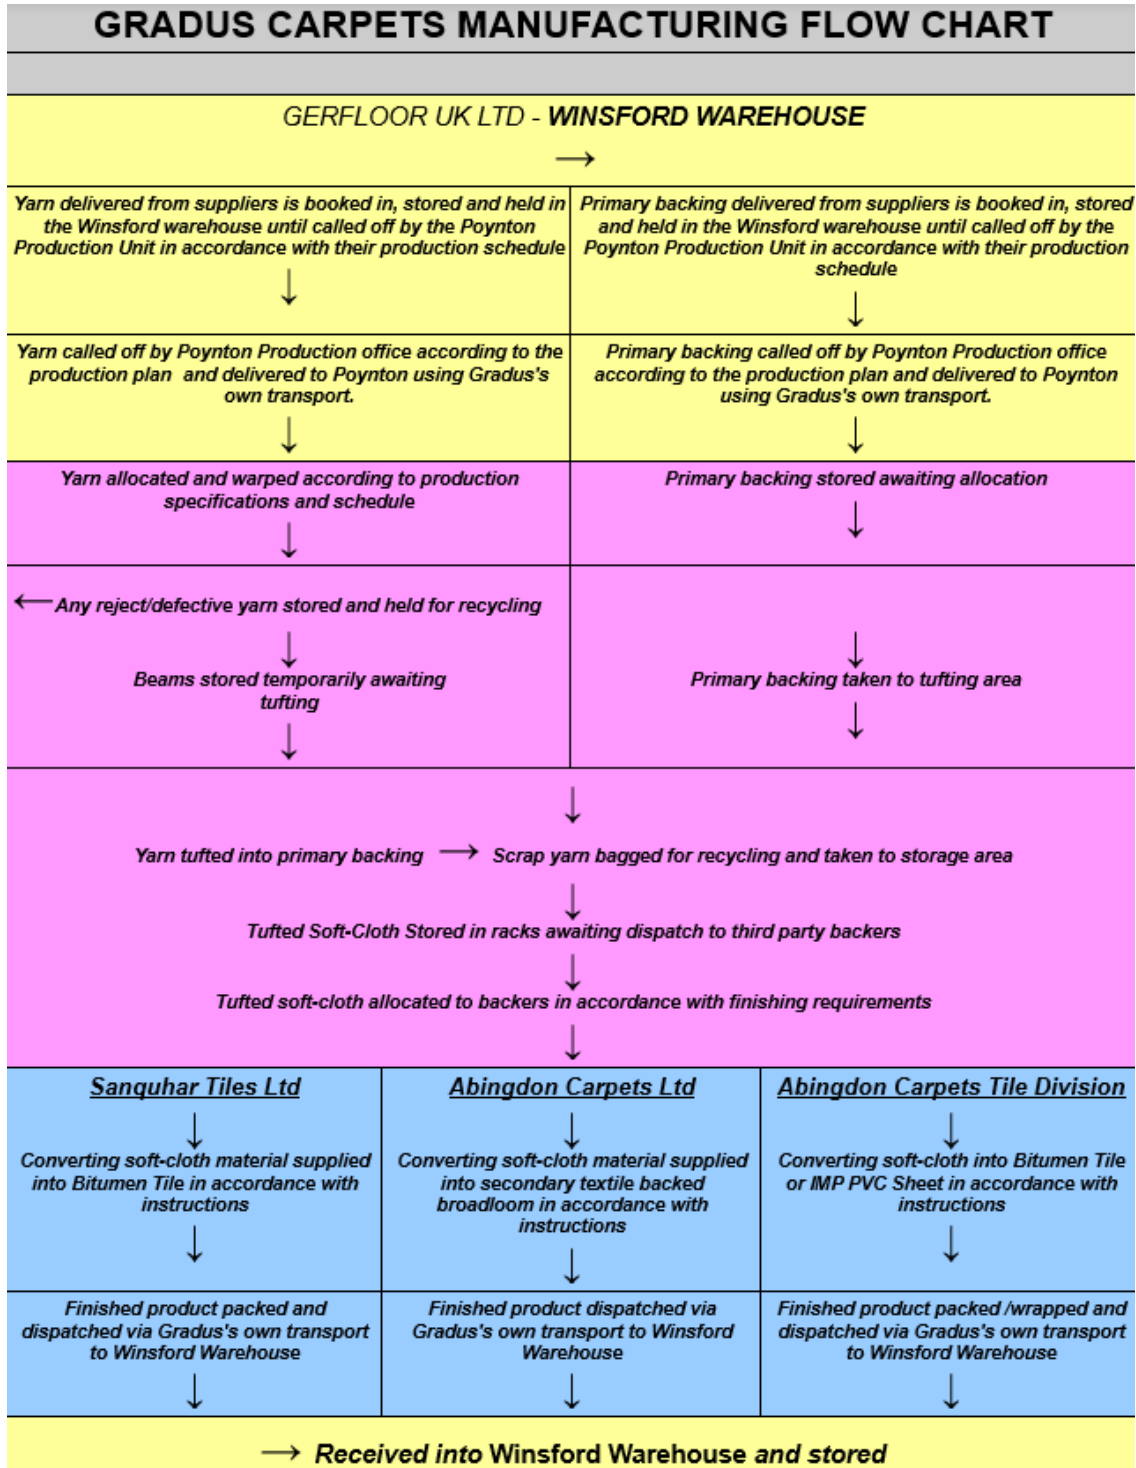 GRADUS CARPETS MANUFACTURING FLOW CHART
GERFLOOR UK LTD - WINSFORD WAREHOUSE
→
Yarn delivered from suppliers is booked in, stored and held in
the Winsford warehouse until called off by the Poynton
Production Unit in accordance with their production schedule
↓
Primary backing delivered from suppliers is booked in, stored
and held in the Winsford warehouse until called off by the
Poynton Production Unit in accordance with their production
schedule
↓
Yarn called off by Poynton Production office according to the
production plan and delivered to Poynton using Gradus's
own transport.
↓
Primary backing called off by Poynton Production office
according to the production plan and delivered to Poynton
using Gradus's own transport.
↓
Yarn allocated and warped according to production
specifications and schedule
↓
Primary backing stored awaiting allocation
↓
← Any reject/defective yarn stored and held for recycling
↓
Beams stored temporarily awaiting
tufting
↓
↓
Primary backing taken to tufting area
↓
↓
Yarn tufted into primary backing → Scrap yarn bagged for recycling and taken to storage area
↓
Tufted Soft-Cloth Stored in racks awaiting dispatch to third party backers
↓
Tufted soft-cloth allocated to backers in accordance with finishing requirements
↓
Sanquhar Tiles Ltd
↓
Converting soft-cloth material supplied
into Bitumen Tile in accordance with
instructions
↓
Abingdon Carpets Ltd
↓
Converting soft-cloth material supplied
into secondary textile backed
broadloom in accordance with
instructions
↓
Abingdon Carpets Tile Division
↓
Converting soft-cloth into Bitumen Tile
or IMP PVC Sheet in accordance with
instructions
↓
Finished product packed and
dispatched via Gradus's own transport
to Winsford Warehouse
↓
Finished product dispatched via
Gradus's own transport to Winsford
Warehouse
↓
Finished product packed /wrapped and
dispatched via Gradus's own transport
to Winsford Warehouse
↓
→ Received into Winsford Warehouse and stored